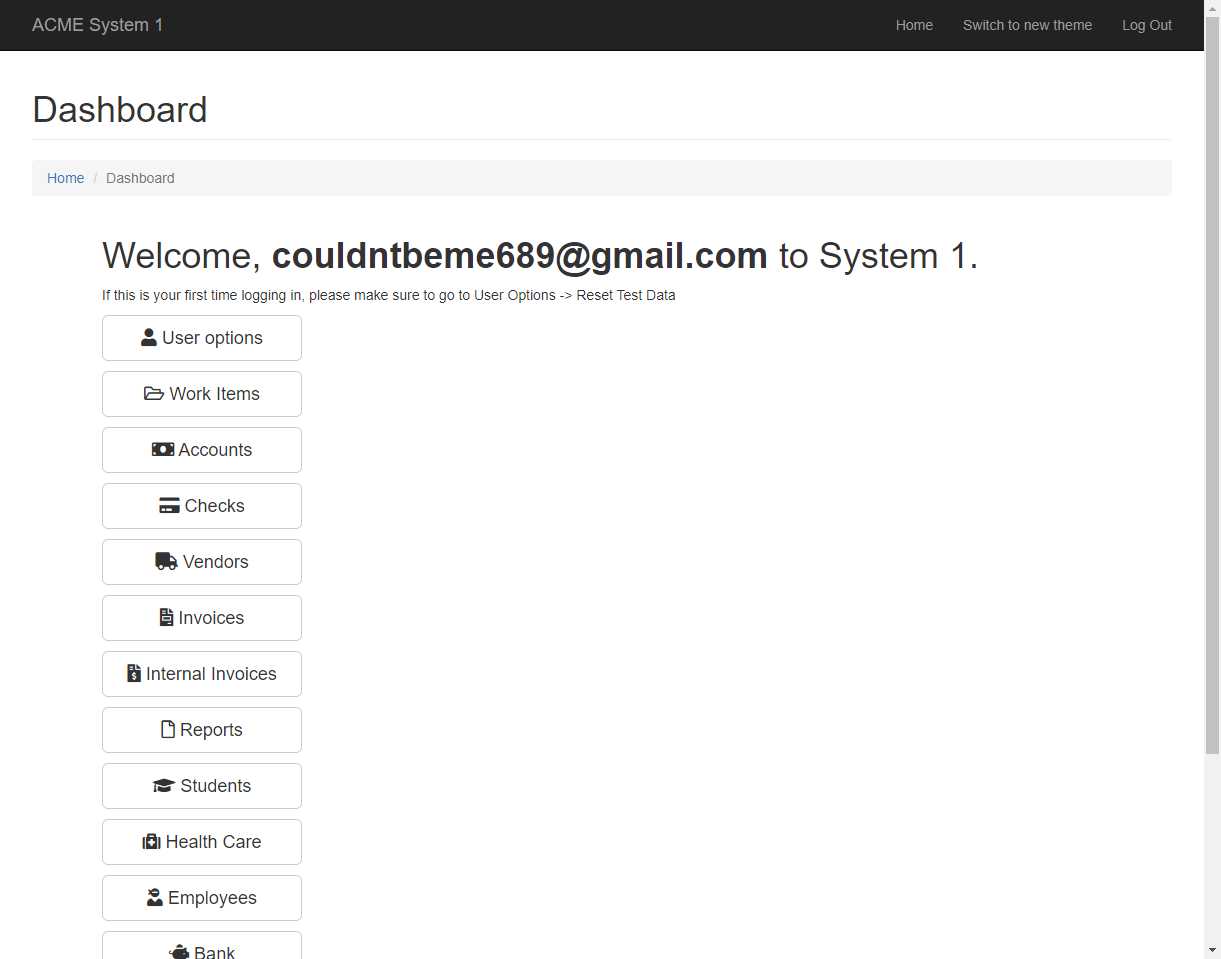 ACME System 1 Home Switch to new theme Log Out
Dashboard
Home / Dashboard
Welcome, couldntbeme689@gmail.com to System 1.
If this is your first time logging in, please make sure to go to User Options -> Reset Test Data
User options
Work Items
Accounts
Checks
Vendors
Invoices
Internal Invoices
Reports
Students
Health Care
Employees
Bank